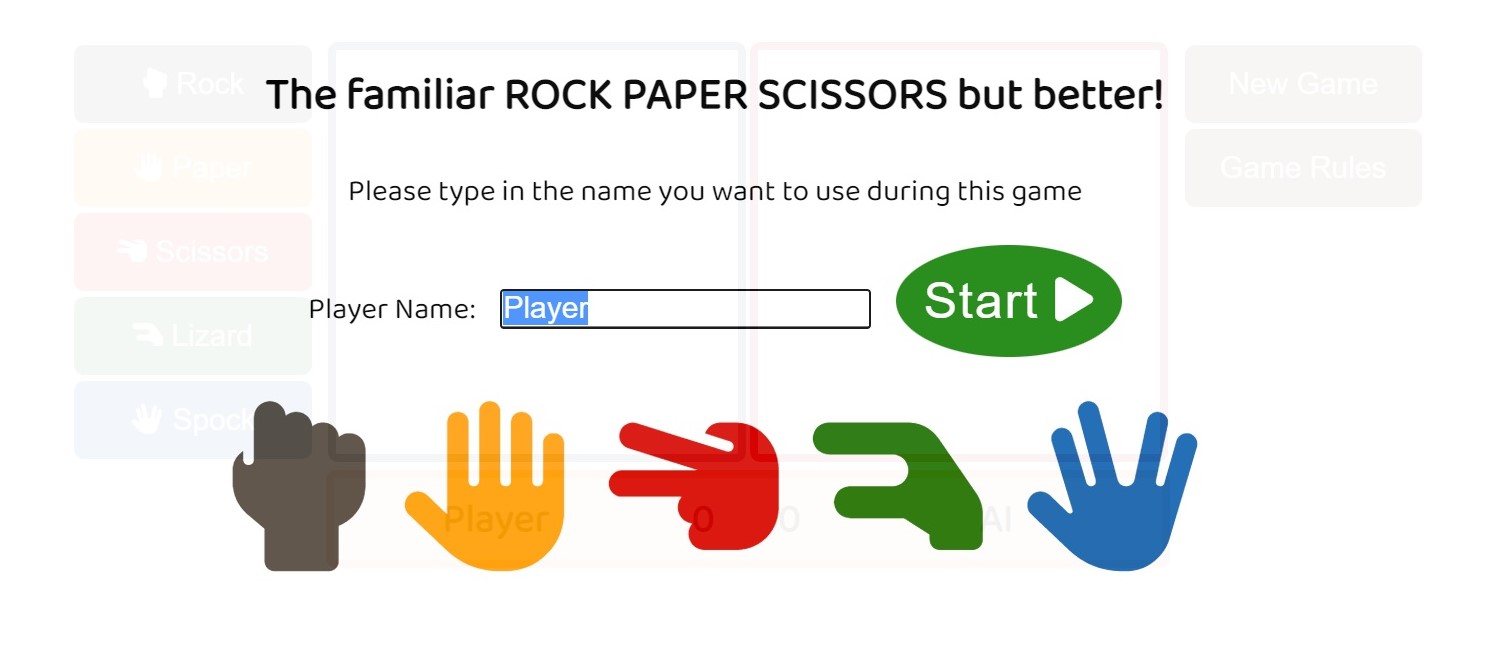 The familiar ROCK PAPER SCISSORS but better!
Rock
New Game
Paper
Game Rules
Please type in the name you want to use during this game
Scissors
Player Name: Player
Start
Lizard
Spock
Player 0 0 AI